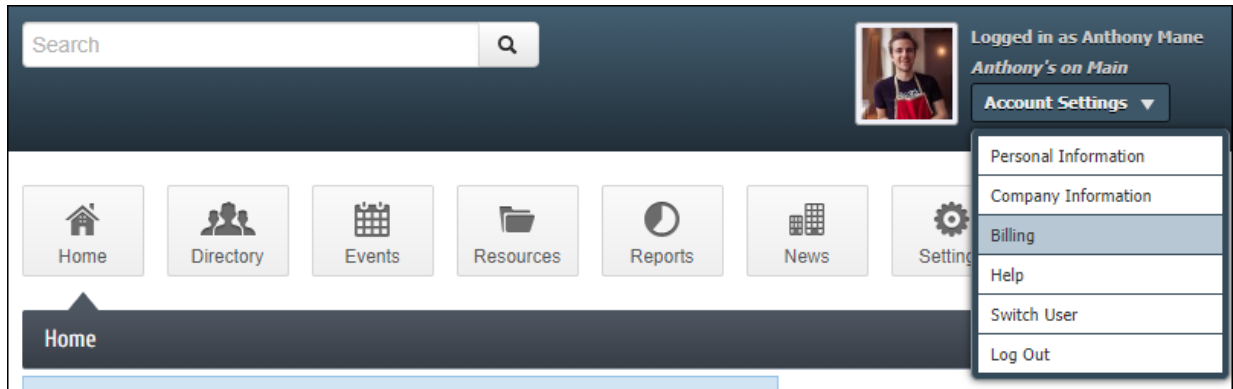 Search
Logged in as Anthony Mane
Anthony's on Main
Account Settings
Personal Information
Company Information
Billing
Help
Switch User
Log Out
Home
Directory
Events
Resources
Reports
News
Setting
Home